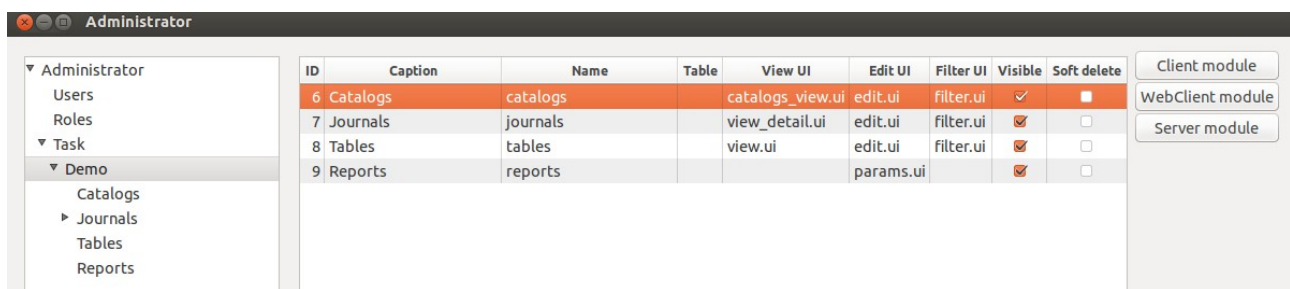 Administrator
Administrator
Users
Roles
Task
Demo
Catalogs
Journals
Tables
Reports
ID Caption Name Table View UI Edit UI Filter UI Visible Soft delete
6 Catalogs catalogs catalogs_view.ui edit.ui filter.ui
7 Journals journals view_detail.ui edit.ui filter.ui
8 Tables tables view.ui edit.ui filter.ui
9 Reports reports params.ui
Client module
WebClient module
Server module